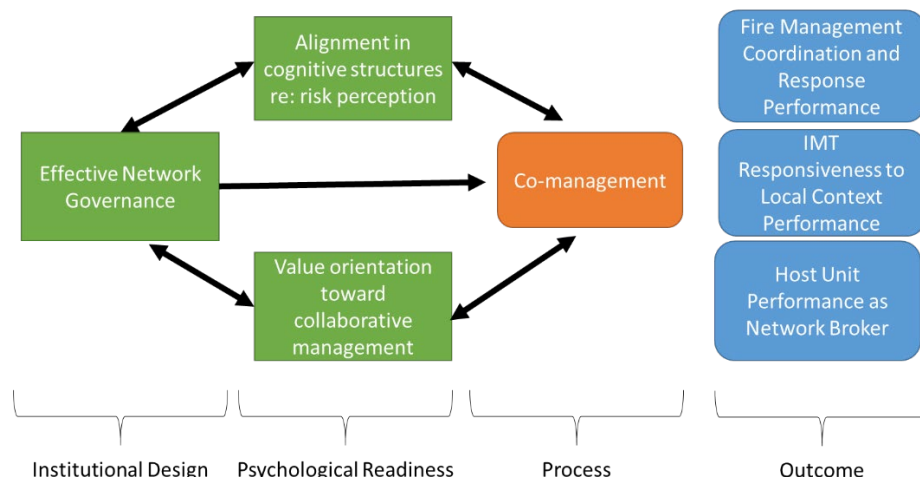 Alignment in
cognitive structures
re: risk perception
Effective Network
Governance
Value orientation
toward
collaborative
management
Co-management
Fire Management
Coordination and
Response
Performance
IMT
Responsiveness to
Local Context
Performance
Host Unit
Performance as
Network Broker
Institutional Design
Psychological Readiness
Process
Outcome